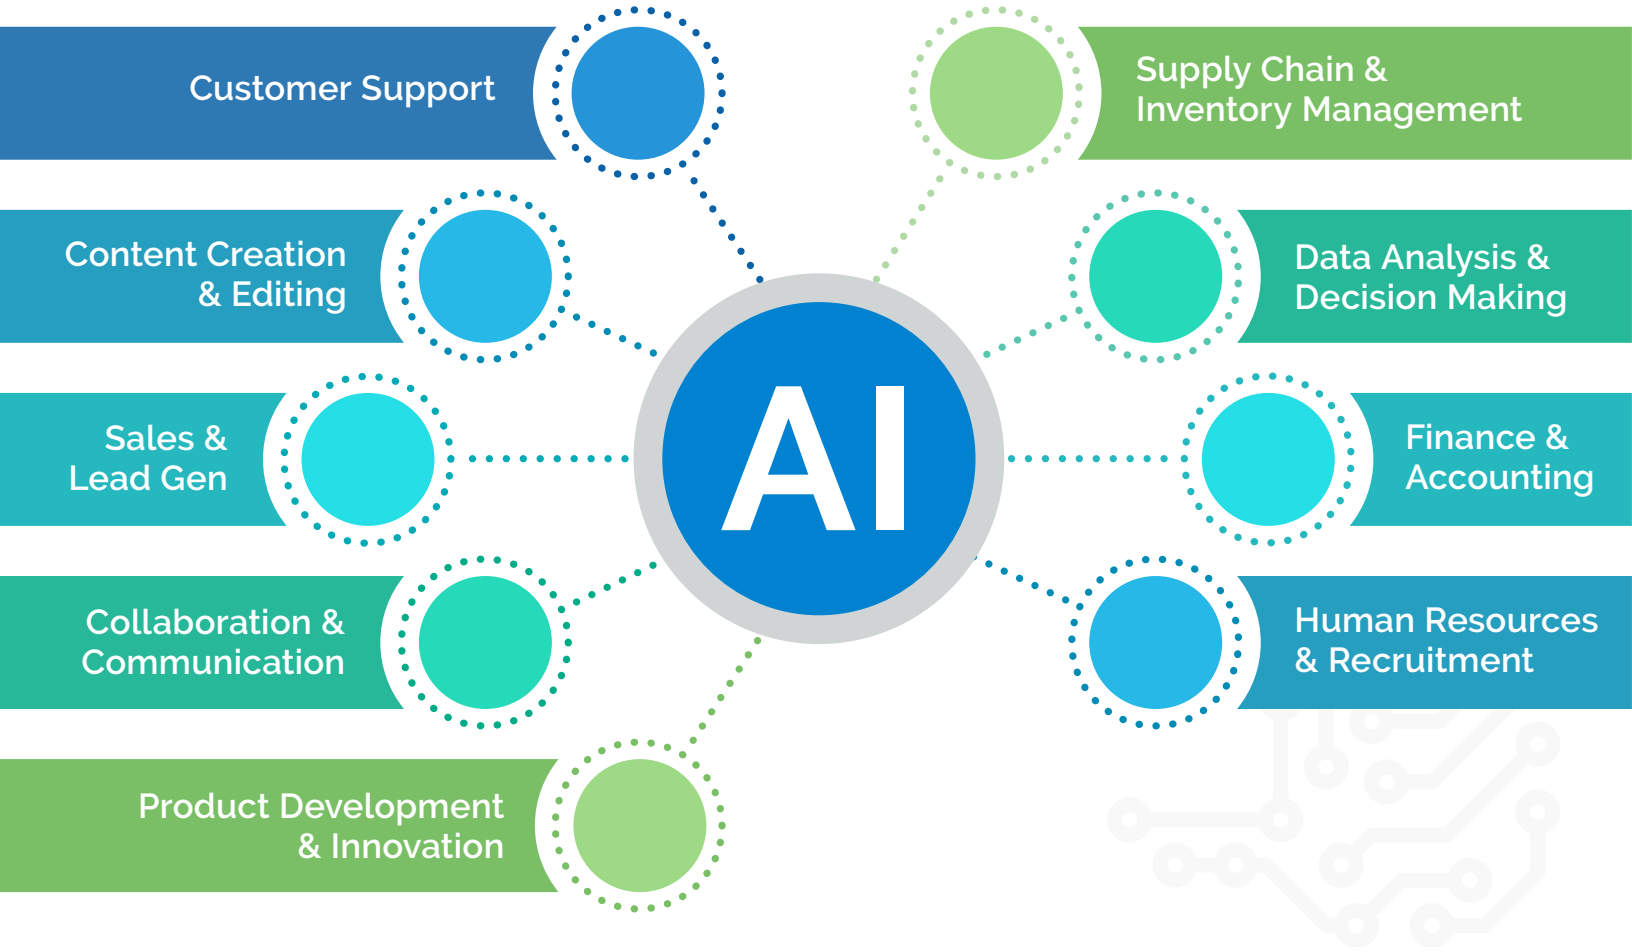 Customer Support
Content Creation
& Editing
Sales &
Lead Gen
Collaboration &
Communication
Product Development
& Innovation
AI
Supply Chain &
Inventory Management
Data Analysis &
Decision Making
Finance &
Accounting
Human Resources
& Recruitment